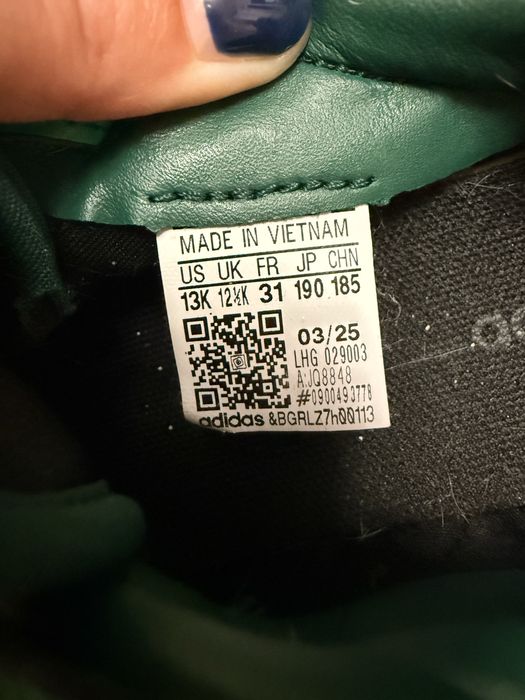 MADE IN VIETNAM
US UK FR JP CHN
13K 12½K 31 190 185
03/25
LHG 029003
AJQ8848
#0900493778
adidas &BGRLZ7h00113